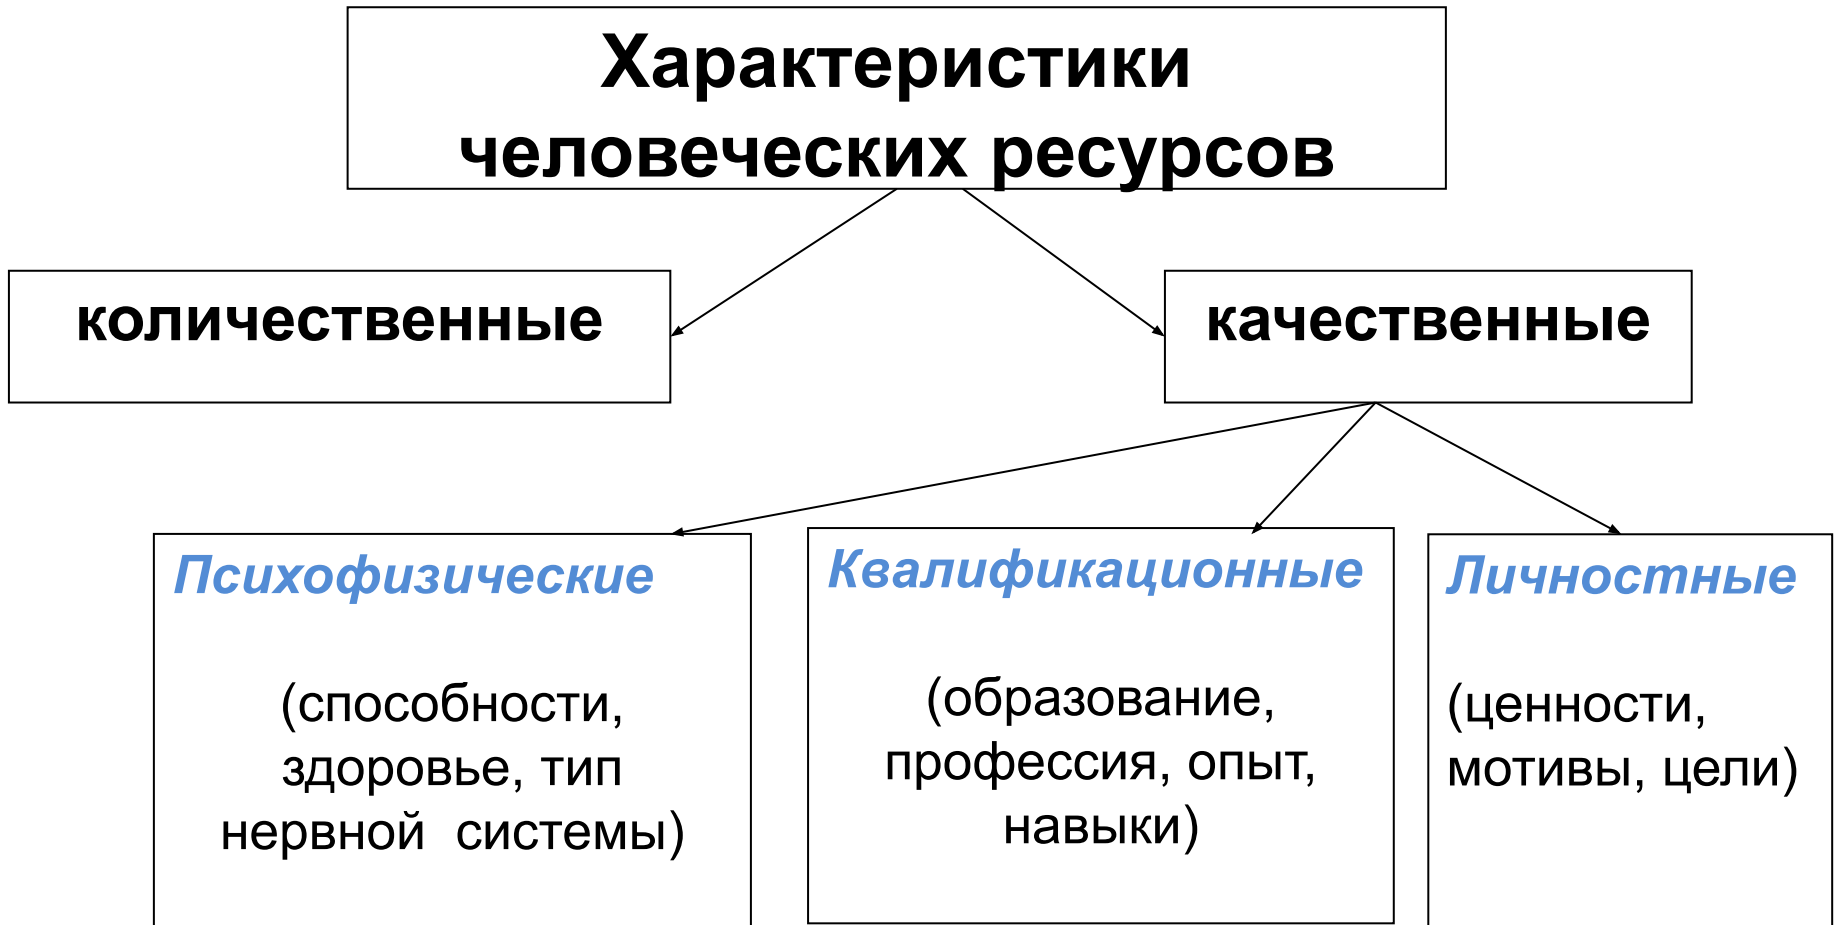 Характеристики
человеческих ресурсов
количественные
качественные
Психофизические
(способности,
здоровье, тип
нервной системы)
Квалификационные
(образование,
профессия, опыт,
навыки)
Личностные
(ценности,
мотивы, цели)